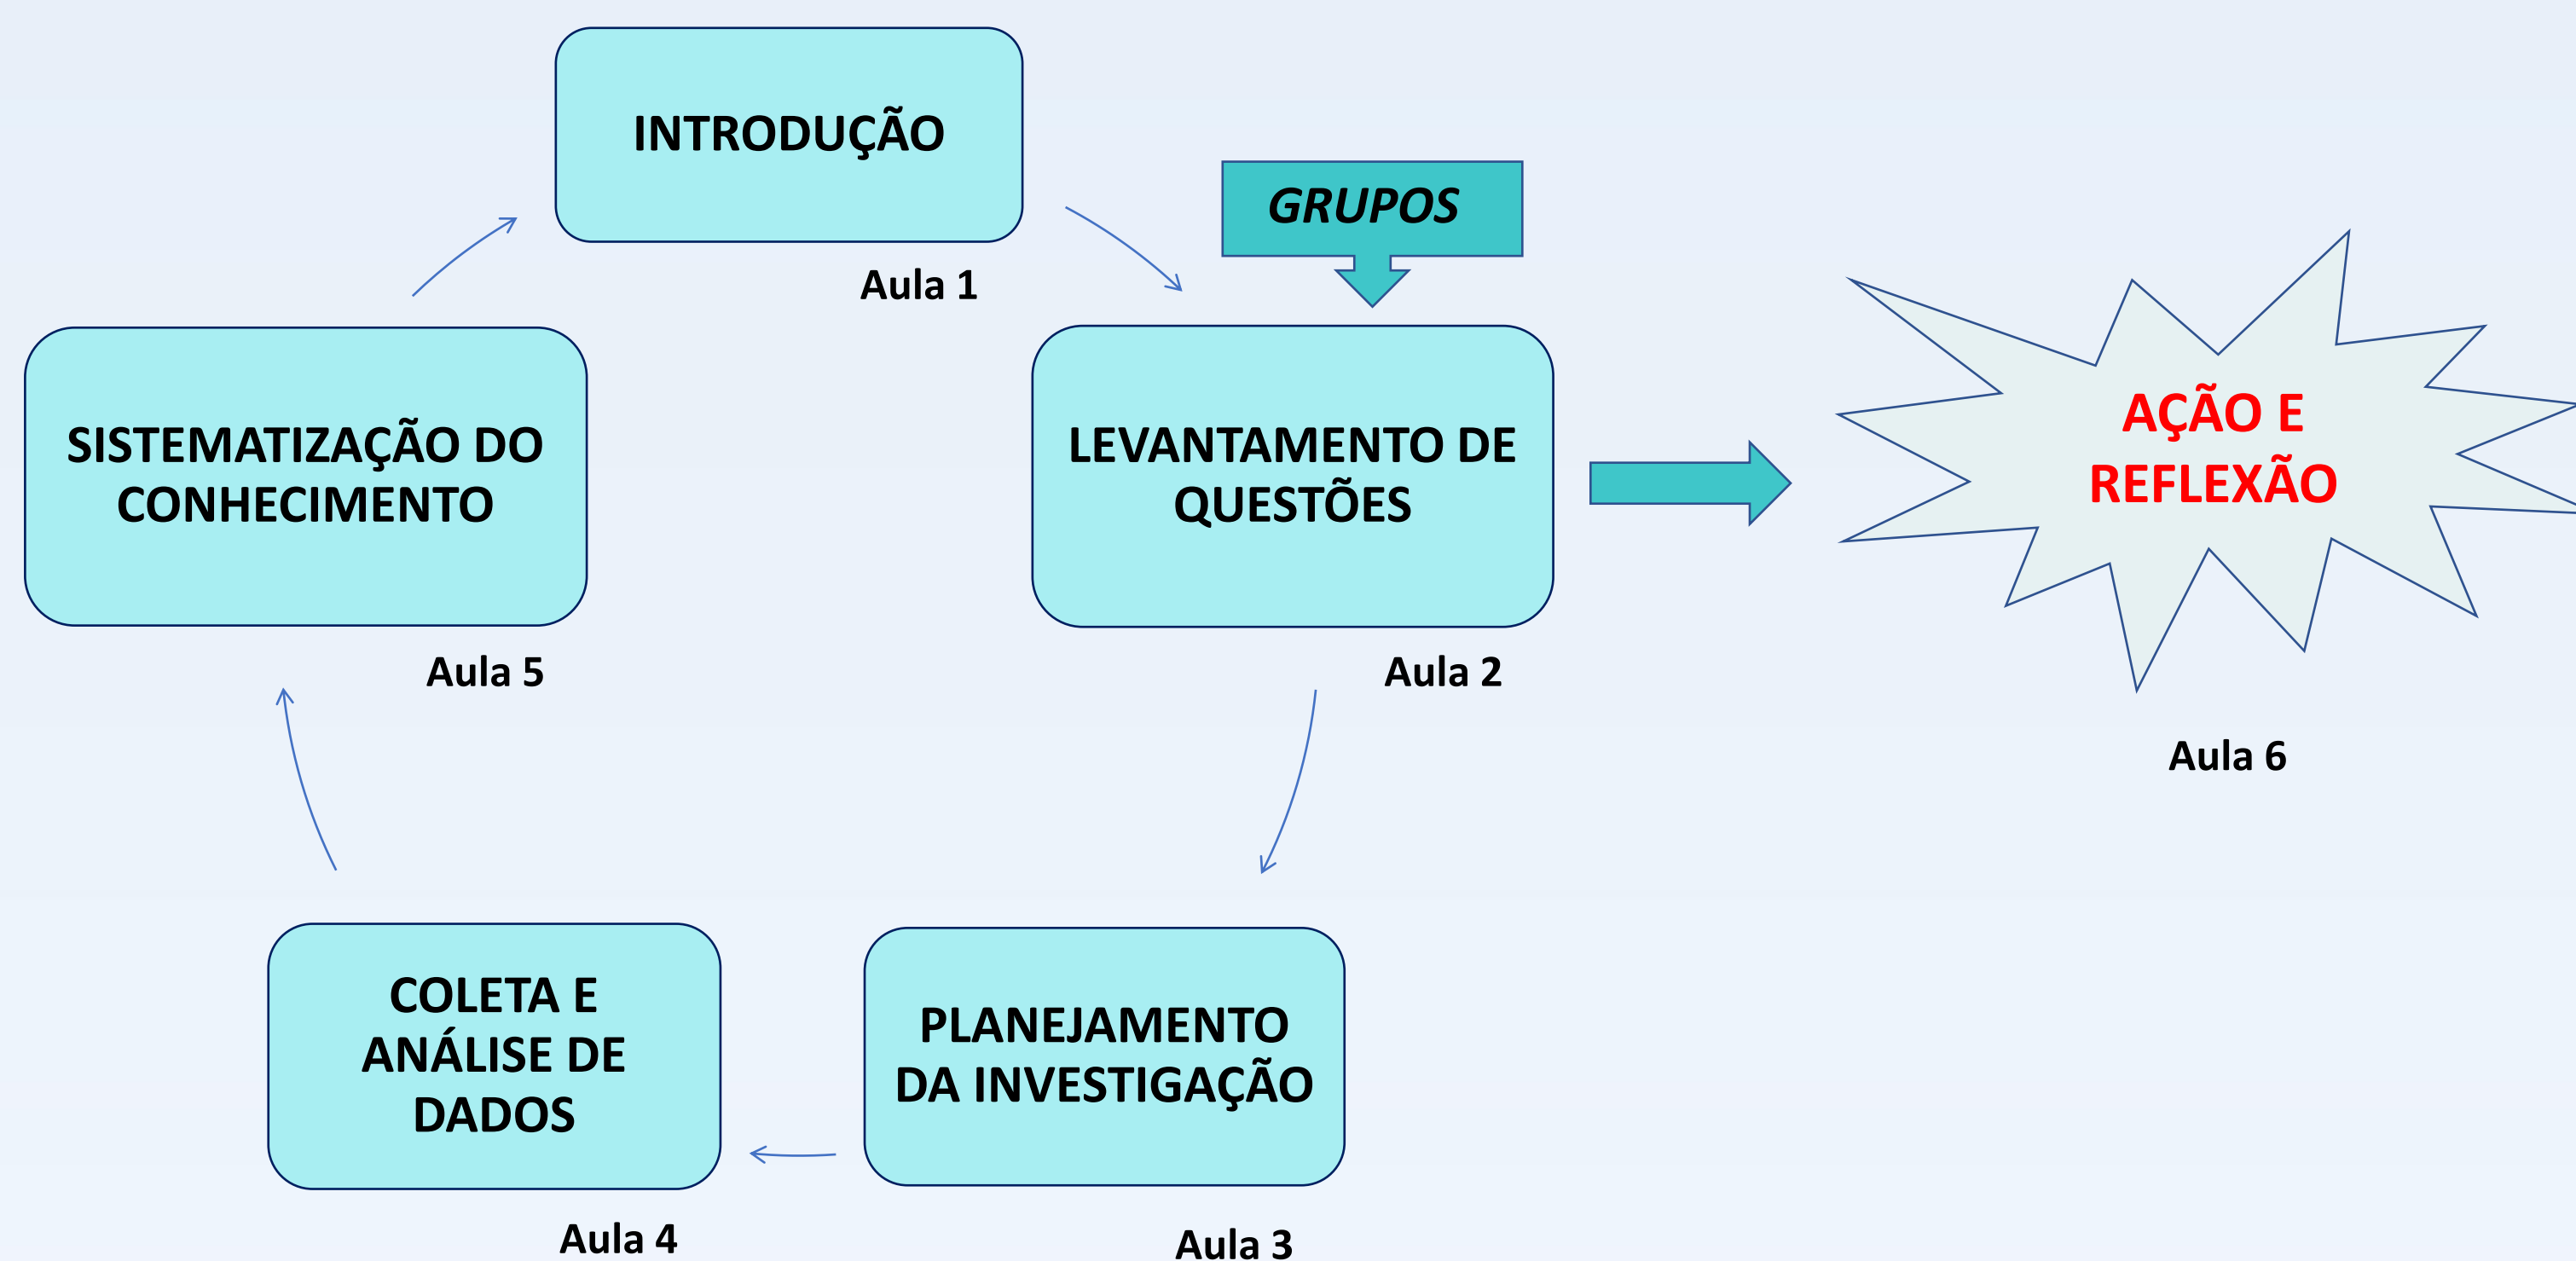 INTRODUÇÃO
Aula 1
GRUPOS
LEVANTAMENTO DE
QUESTÕES
Aula 2
AÇÃO E
REFLEXÃO
Aula 6
SISTEMATIZAÇÃO DO
CONHECIMENTO
Aula 5
COLETA E
ANÁLISE DE
DADOS
Aula 4
PLANEJAMENTO
DA INVESTIGAÇÃO
Aula 3